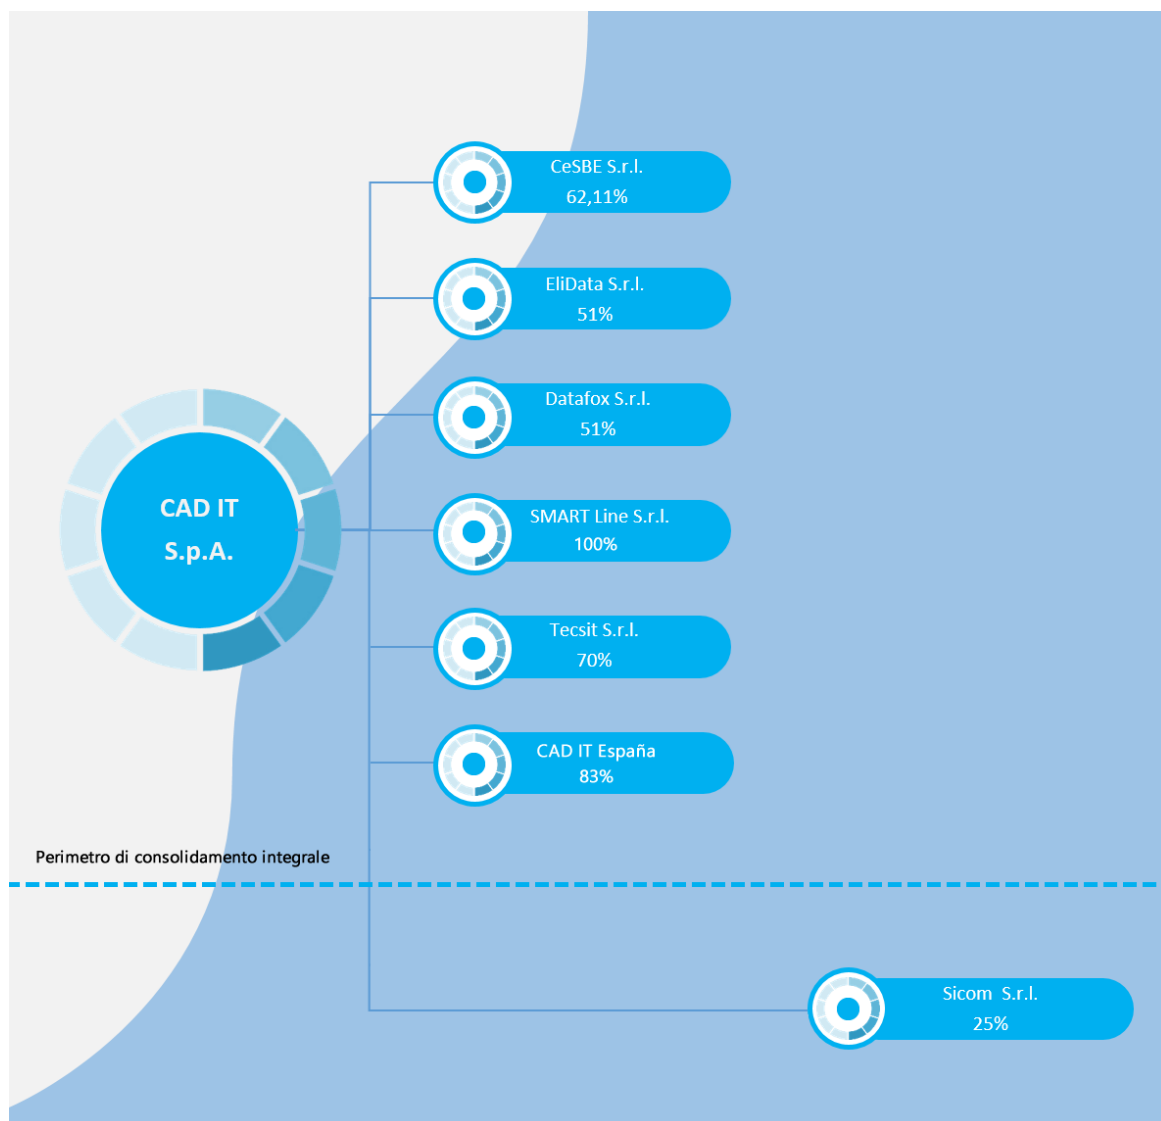 CeSBE S.r.l.
62,11%
EliData S.r.l.
51%
Datafox S.r.l.
51%
CAD IT
S.p.A.
SMART Line S.r.l.
100%
Tecsit S.r.l.
70%
CAD IT España
83%
Perimetro di consolidamento integrale
Sicom S.r.l.
25%